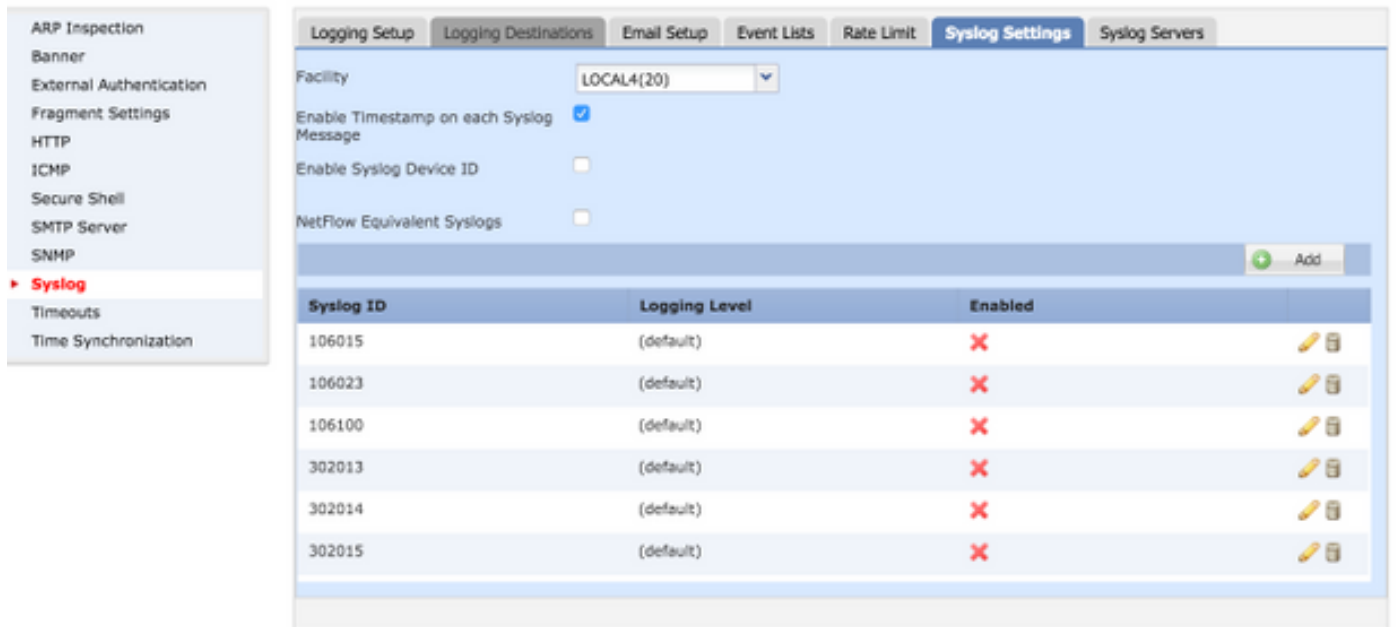 ARP Inspection
Banner
External Authentication
Fragment Settings
HTTP
ICMP
Secure Shell
SMTP Server
SNMP
Syslog
Timeouts
Time Synchronization
Logging Setup Logging Destinations Email Setup Event Lists Rate Limit Syslog Settings Syslog Servers
Facility LOCAL4(20)
Enable Timestamp on each Syslog
Message
Enable Syslog Device ID
NetFlow Equivalent Syslogs
Add
Syslog ID Logging Level Enabled
106015 (default)
106023 (default)
106100 (default)
302013 (default)
302014 (default)
302015 (default)